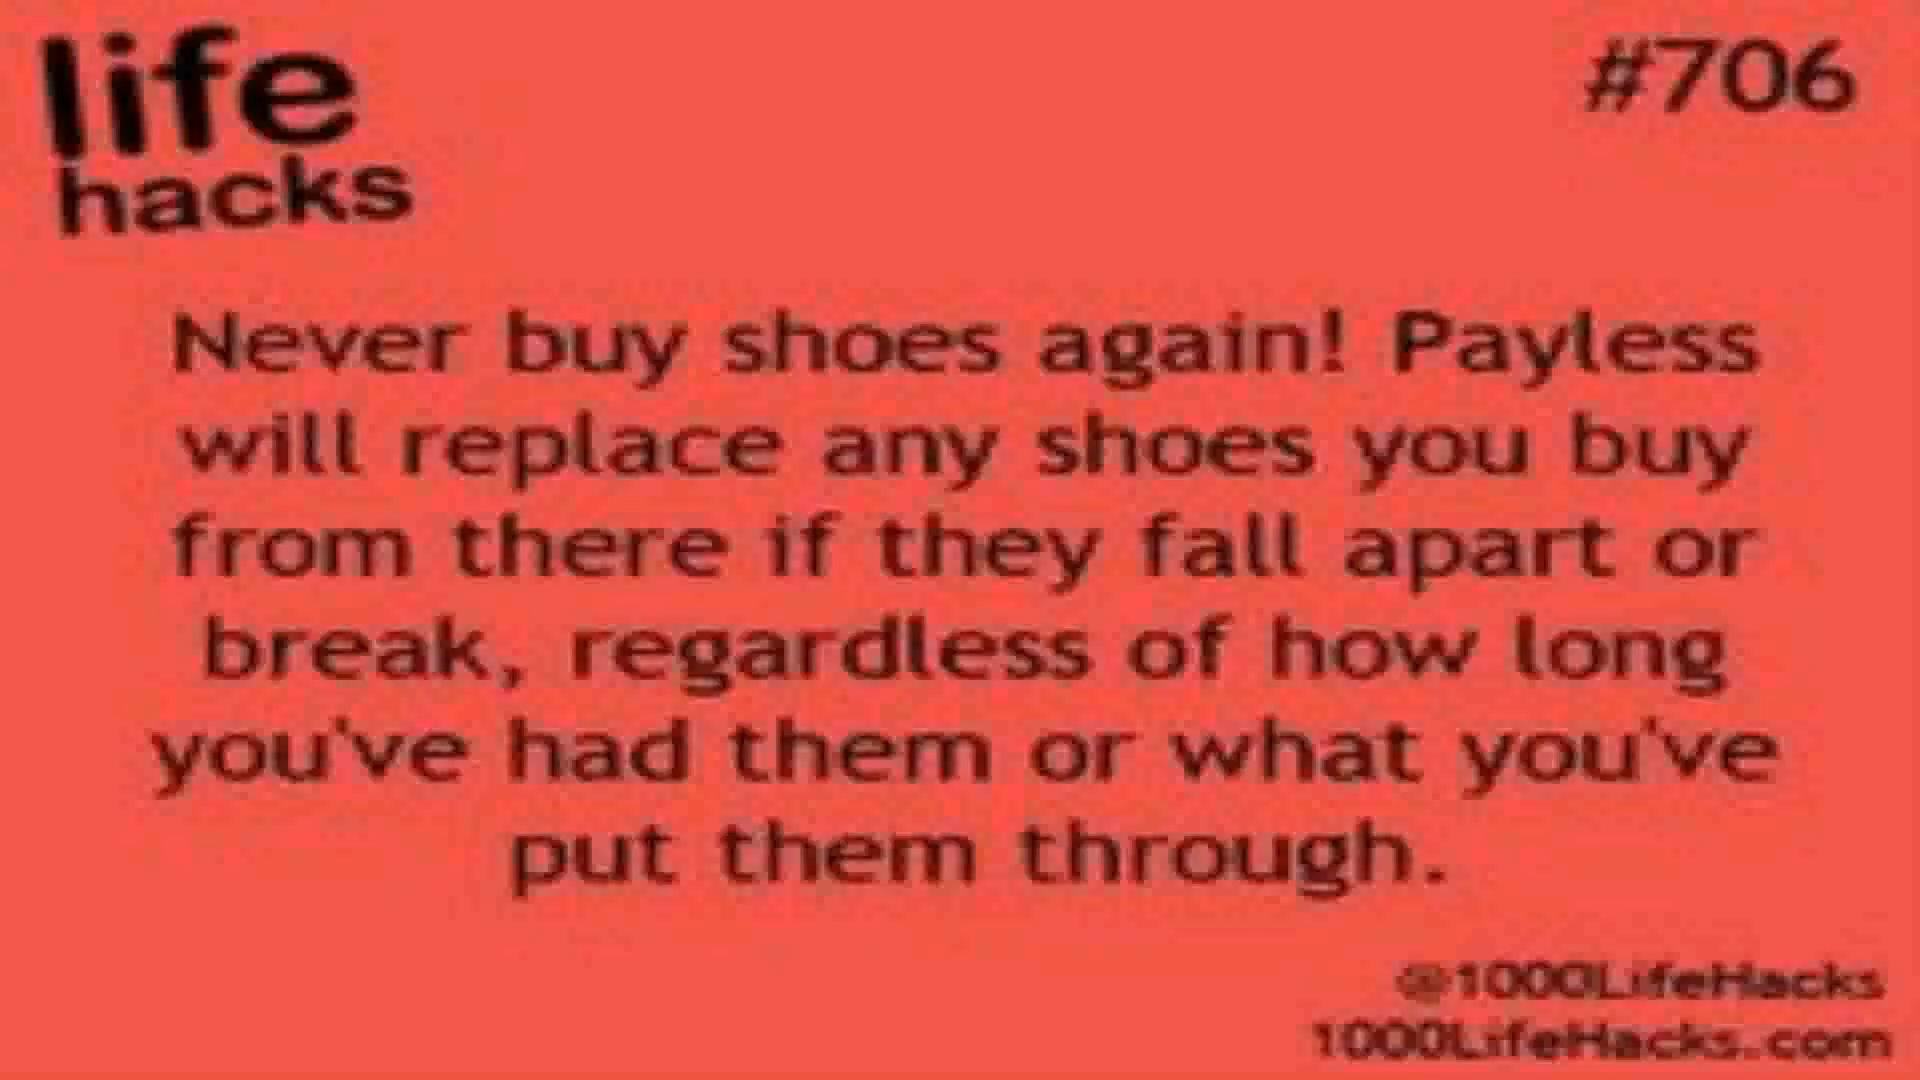 life
hacks
#706
Never buy shoes again! Payless
will replace any shoes you buy
from there if they fall apart or
break, regardless of how long
you've had them or what you've
put them through.
@1000LifeHacks
1000LifeHacks.com